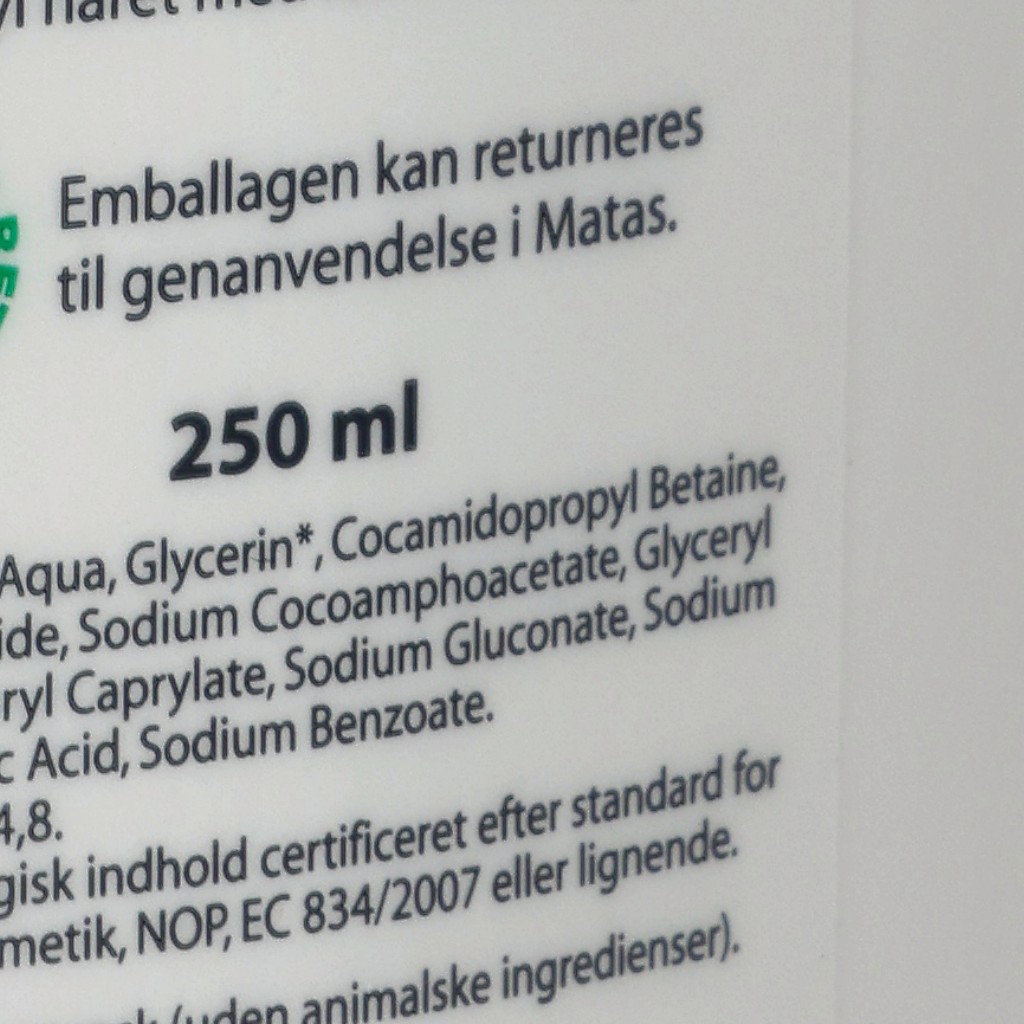 håret
Emballagen kan returneres
til genanvendelse i Matas.
250 ml
Aqua, Glycerin*, Cocamidopropyl Betaine,
ide, Sodium Cocoamphoacetate, Glyceryl
ryl Caprylate, Sodium Gluconate, Sodium
c Acid, Sodium Benzoate.
4,8.
gisk indhold certificeret efter standard for
metik, NOP, EC 834/2007 eller lignende.
(uden animalske ingredienser).